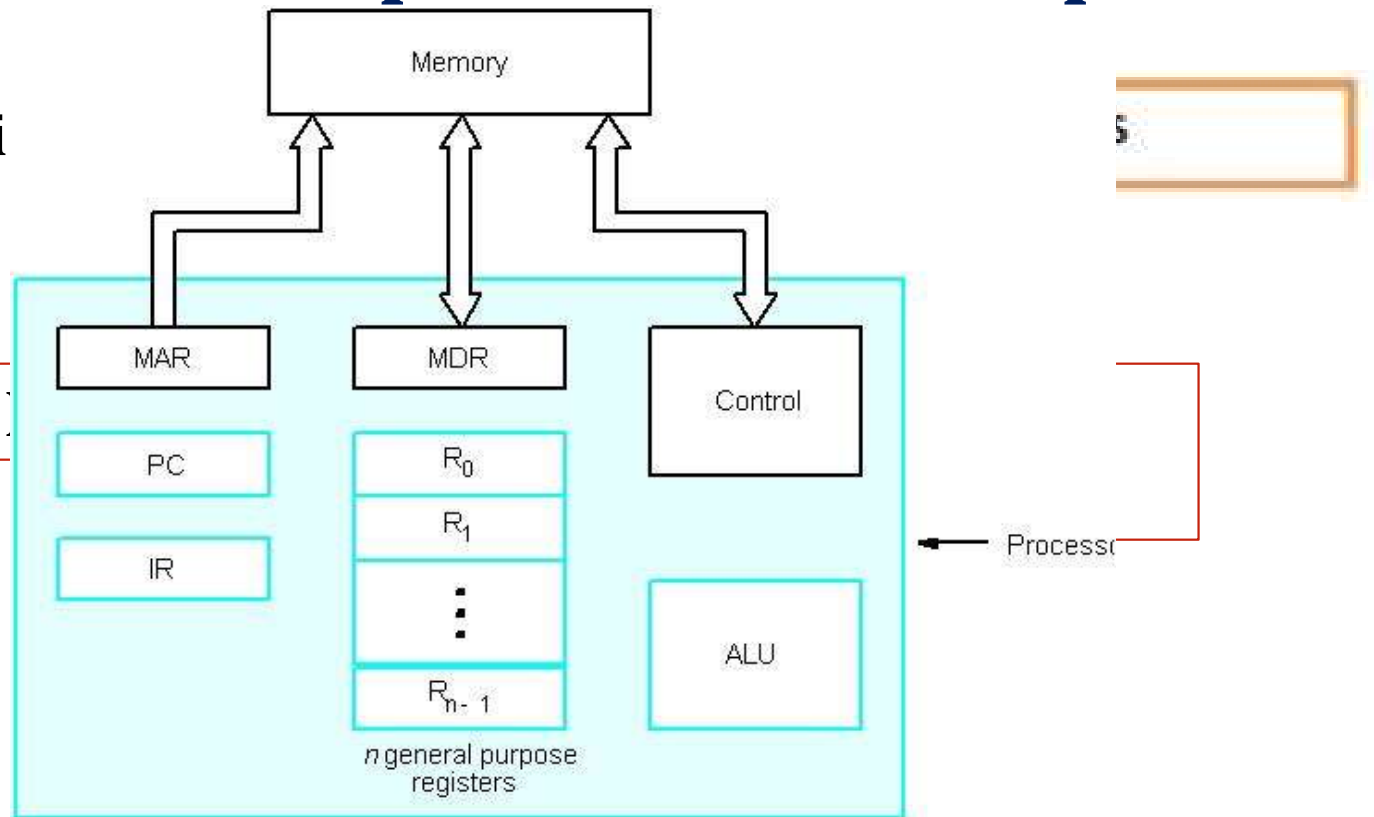 Memory
i
s
MAR
MDR
Control
PC
R0
R1
IR
ALU
Rn- 1
n general purpose
registers